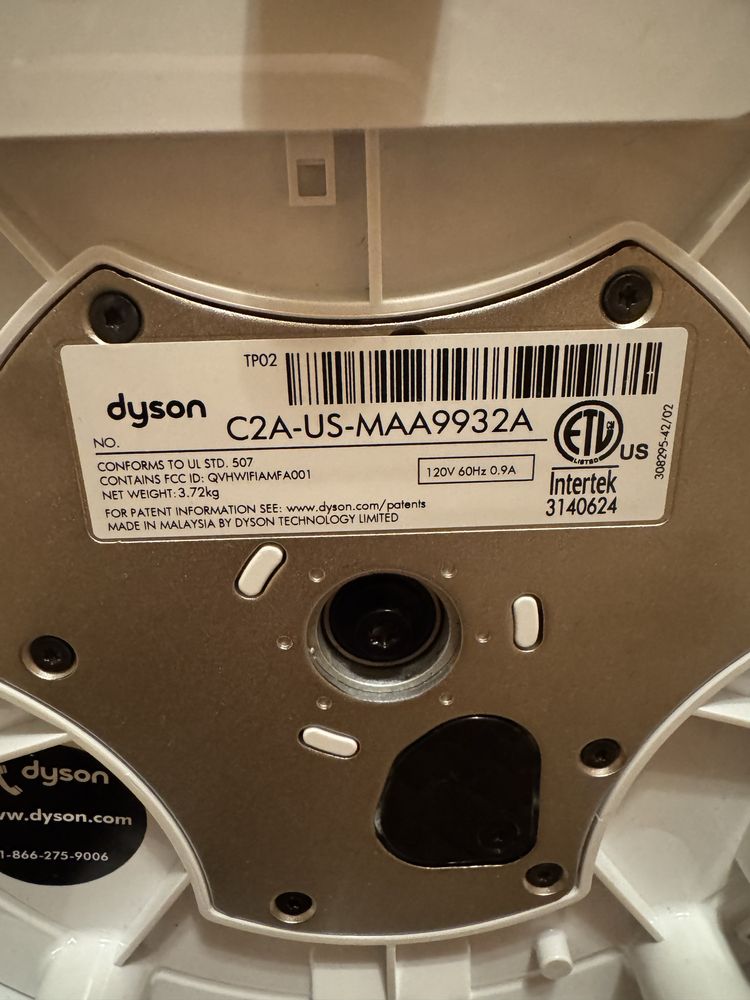 TP02
dyson
NO. C2A-US-MAA9932A
ETL LISTED US
CONFORMS TO UL STD. 507
CONTAINS FCC ID: QVHWIFIAMFA001
NET WEIGHT: 3.72kg
120V 60Hz 0.9A
Intertek
3140624
FOR PATENT INFORMATION SEE: www.dyson.com/patents
MADE IN MALAYSIA BY DYSON TECHNOLOGY LIMITED
308295-42/02
dyson
w.dyson.com
1-866-275-9006